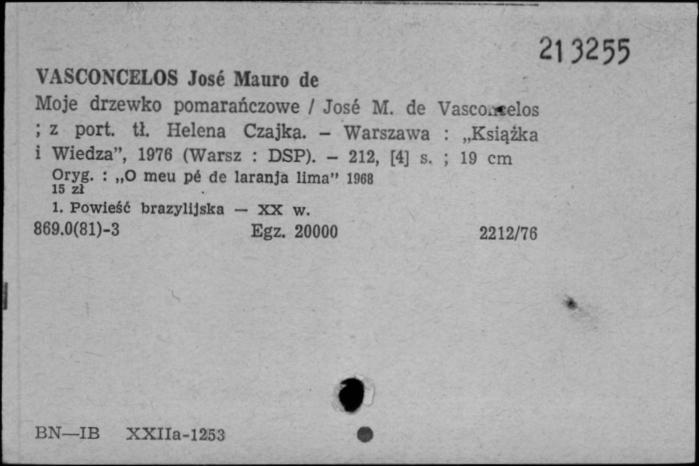 213255
VASCONCELOS José Mauro de
Moje drzewko pomarańczowe / José M. de Vasconcelos
; z port. tł. Helena Czajka. – Warszawa : „Książka
i Wiedza”, 1976 (Warsz : DSP). – 212, [4] s. ; 19 cm
Oryg. : „O meu pé de laranja lima” 1968
15 zł
1. Powieść brazylijska — XX w.
869.0(81)-3 Egz. 20000 2212/76
BN—IB XXIIa-1253